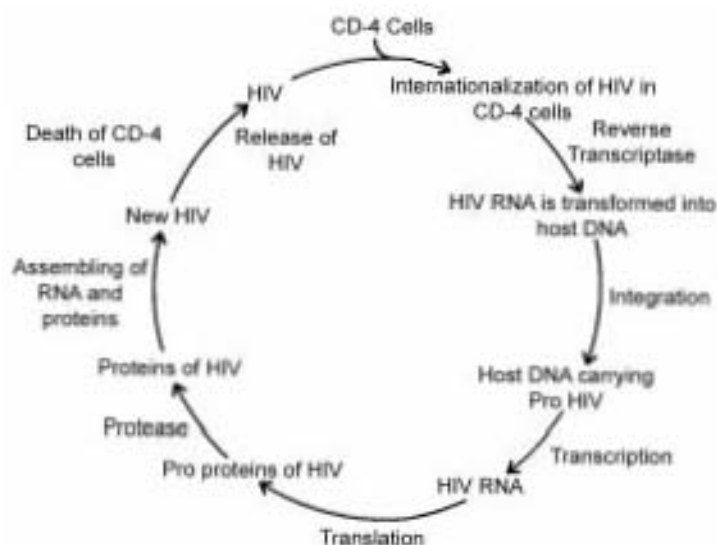 CD-4 Cells
HIV
Internationalization of HIV in
CD-4 cells
Reverse
Transcriptase
HIV RNA is transformed into
host DNA
Integration
Host DNA carrying
Pro HIV
Transcription
HIV RNA
Translation
Pro proteins of HIV
Protease
Proteins of HIV
Assembling of
RNA and
proteins
New HIV
Death of CD-4
cells
Release of
HIV